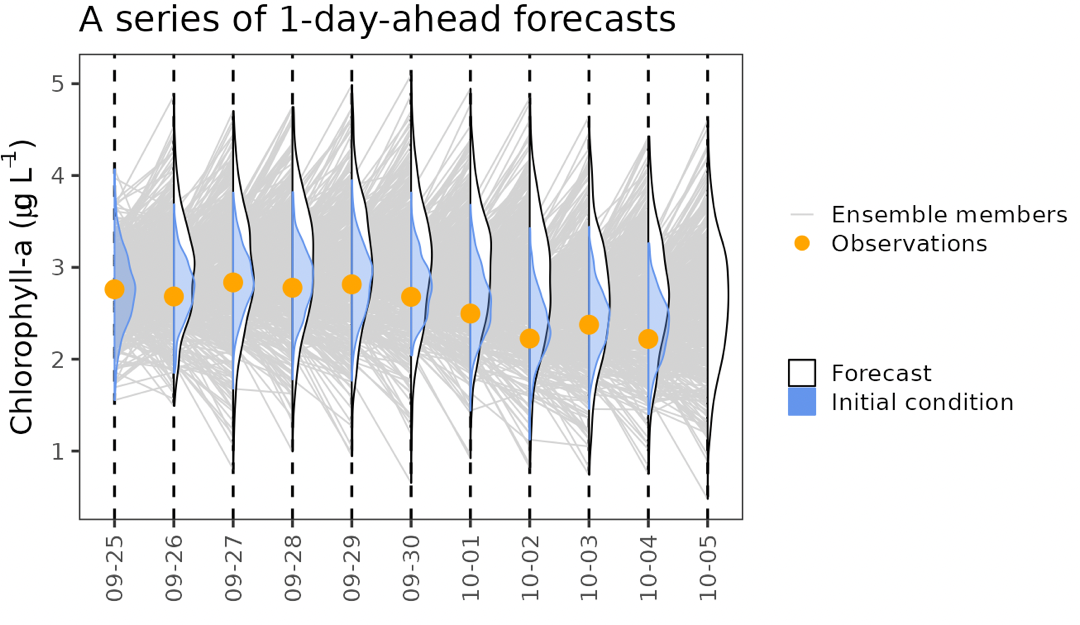 A series of 1-day-ahead forecasts
Chlorophyll-a (μg L⁻¹)
5
4
3
2
1
09-25
09-26
09-27
09-28
09-29
09-30
10-01
10-02
10-03
10-04
10-05
Ensemble members
Observations
Forecast
Initial condition